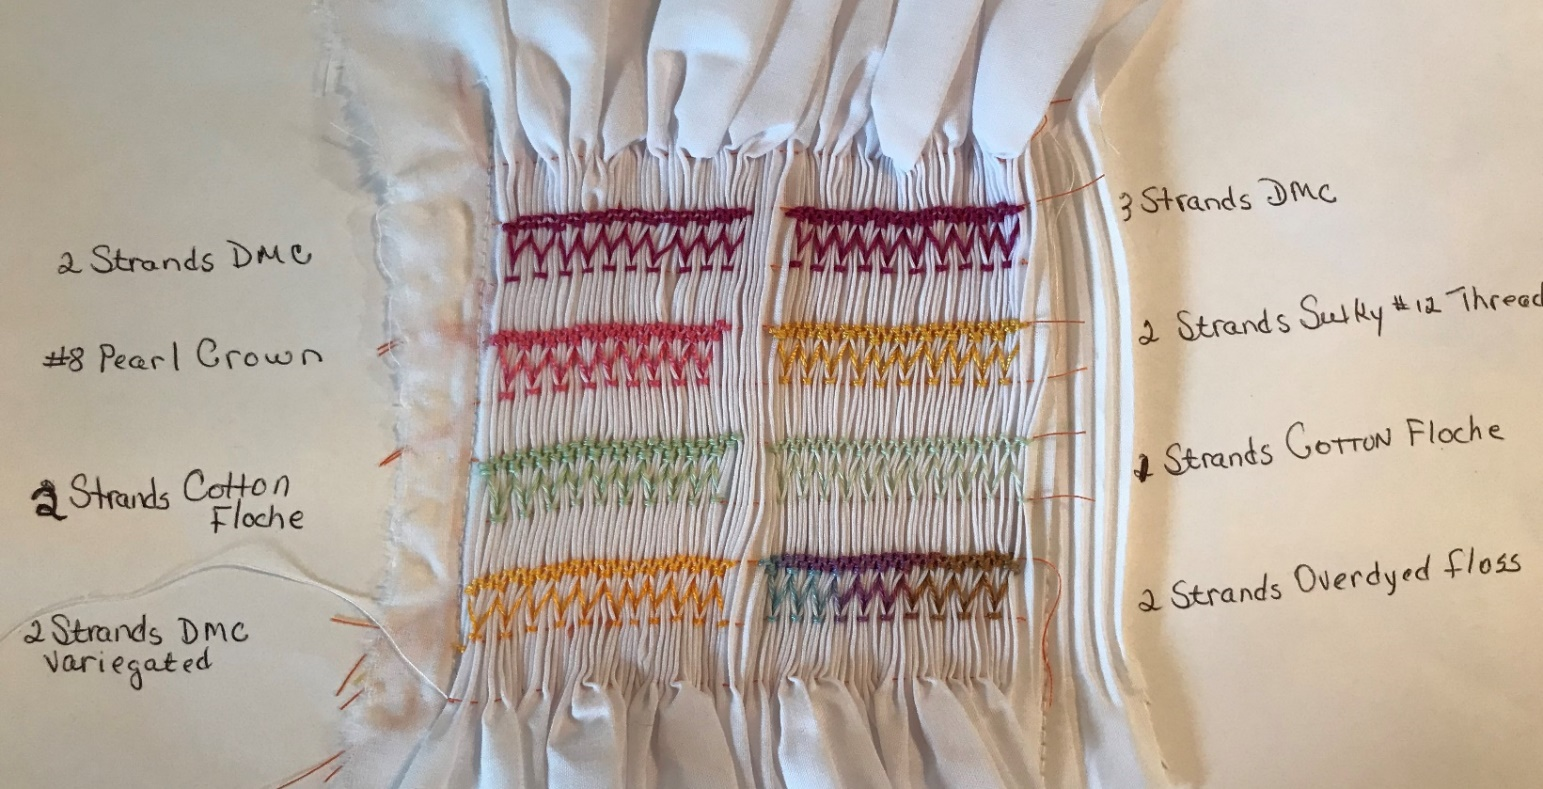 2 Strands DMC
#8 Pearl Crown
2 Strands Cotton
Floche
2 Strands DMC
variegated
3 Strands DMC
2 Strands Sulky #12 Thread
1 Strands Cotton Floche
2 Strands Overdyed floss